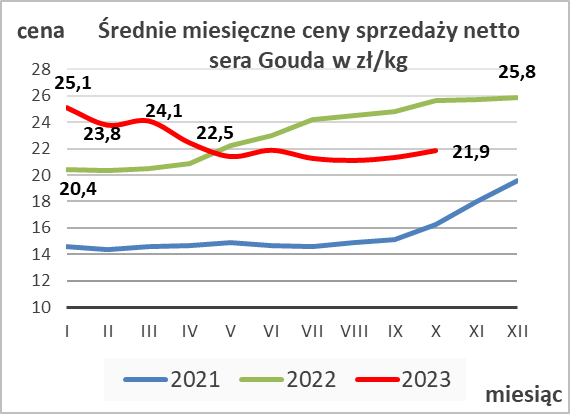 cena
Średnie miesięczne ceny sprzedaży netto
sera Gouda w zł/kg
28
26
24
22
20
18
16
14
12
10
25,1
23,8
24,1
22,5
20,4
25,8
21,9
I II III IV V VI VII VIII IX X XI XII
2021 2022 2023
miesiąc